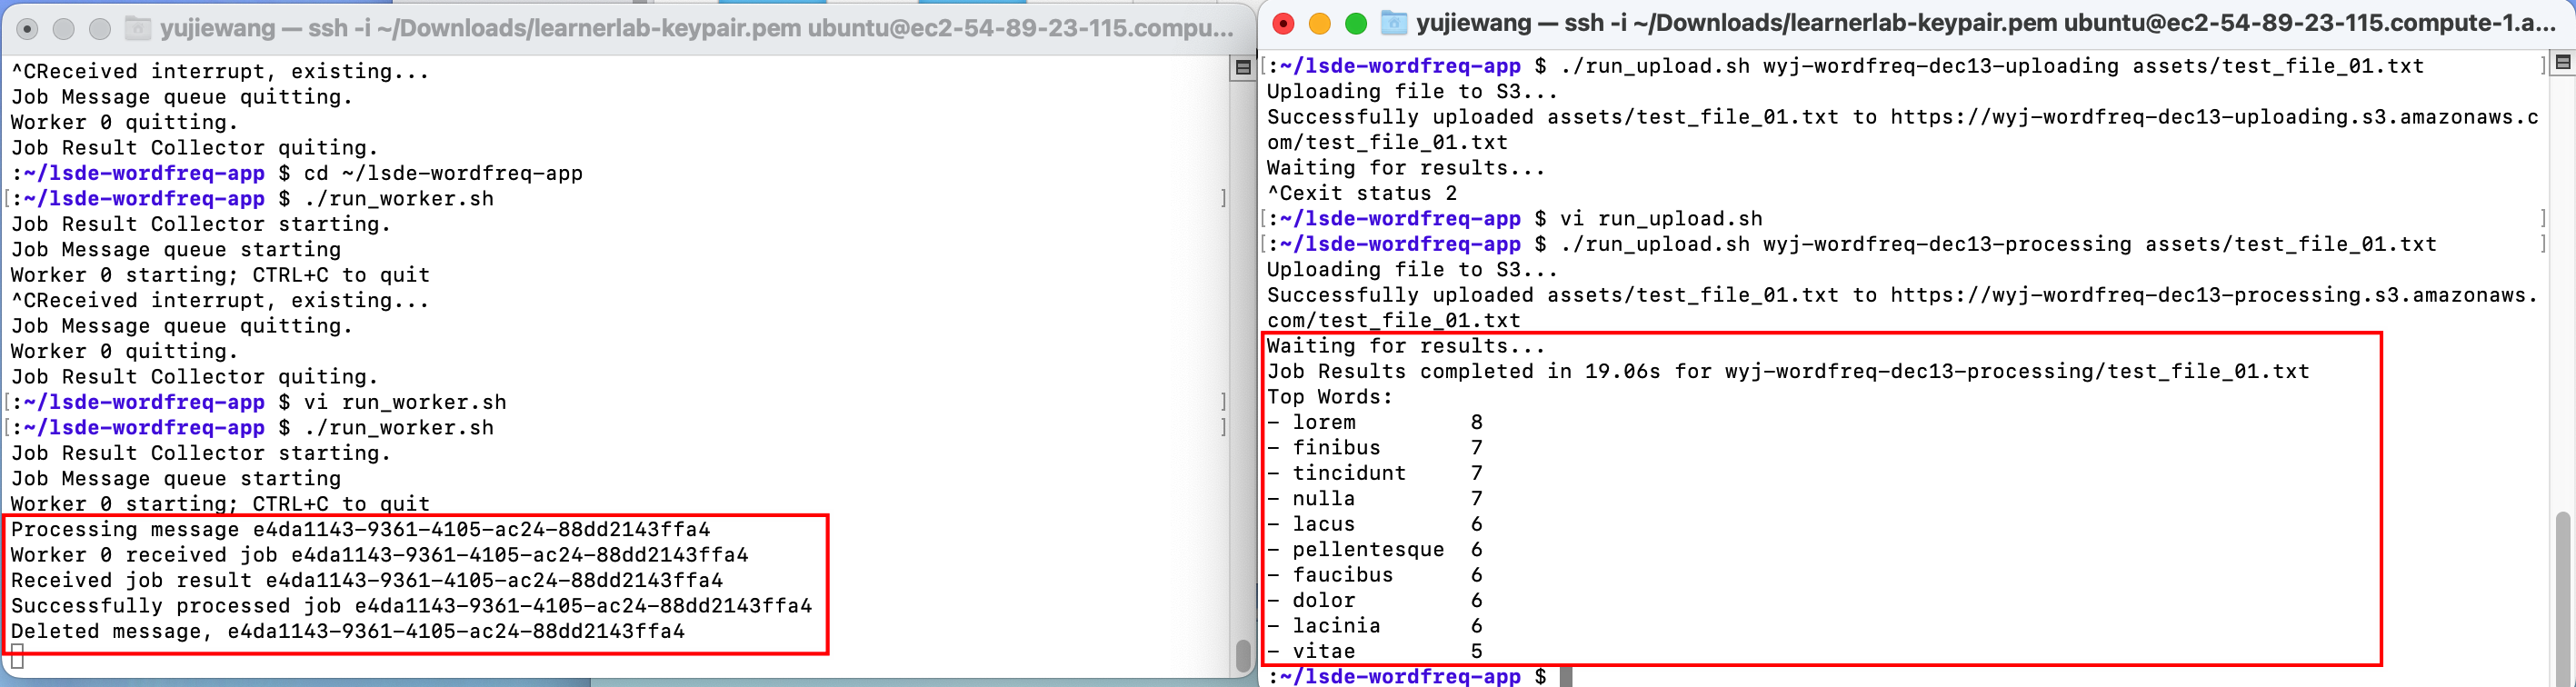 yujiewang — ssh -i ~/Downloads/learnerlab-keypair.pem ubuntu@ec2-54-89-23-115.compu...
^CReceived interrupt, existing...
Job Message queue quitting.
Worker 0 quitting.
Job Result Collector quiting.
:~/lsde-wordfreq-app $ cd ~/lsde-wordfreq-app
[:~/lsde-wordfreq-app $ ./run_worker.sh ]
Job Result Collector starting.
Job Message queue starting
Worker 0 starting; CTRL+C to quit
^CReceived interrupt, existing...
Job Message queue quitting.
Worker 0 quitting.
Job Result Collector quiting.
[:~/lsde-wordfreq-app $ vi run_worker.sh ]
[:~/lsde-wordfreq-app $ ./run_worker.sh ]
Job Result Collector starting.
Job Message queue starting
Worker 0 starting; CTRL+C to quit
Processing message e4da1143-9361-4105-ac24-88dd2143ffa4
Worker 0 received job e4da1143-9361-4105-ac24-88dd2143ffa4
Received job result e4da1143-9361-4105-ac24-88dd2143ffa4
Successfully processed job e4da1143-9361-4105-ac24-88dd2143ffa4
Deleted message, e4da1143-9361-4105-ac24-88dd2143ffa4
yujiewang — ssh -i ~/Downloads/learnerlab-keypair.pem ubuntu@ec2-54-89-23-115.compute-1.a...
[:~/lsde-wordfreq-app $ ./run_upload.sh wyj-wordfreq-dec13-uploading assets/test_file_01.txt ]
Uploading file to S3...
Successfully uploaded assets/test_file_01.txt to https://wyj-wordfreq-dec13-uploading.s3.amazonaws.c
om/test_file_01.txt
Waiting for results...
^Cexit status 2
[:~/lsde-wordfreq-app $ vi run_upload.sh ]
[:~/lsde-wordfreq-app $ ./run_upload.sh wyj-wordfreq-dec13-processing assets/test_file_01.txt ]
Uploading file to S3...
Successfully uploaded assets/test_file_01.txt to https://wyj-wordfreq-dec13-processing.s3.amazonaws.
com/test_file_01.txt
Waiting for results...
Job Results completed in 19.06s for wyj-wordfreq-dec13-processing/test_file_01.txt
Top Words:
- lorem 8
- finibus 7
- tincidunt 7
- nulla 7
- lacus 6
- pellentesque 6
- faucibus 6
- dolor 6
- lacinia 6
- vitae 5
:~/lsde-wordfreq-app $